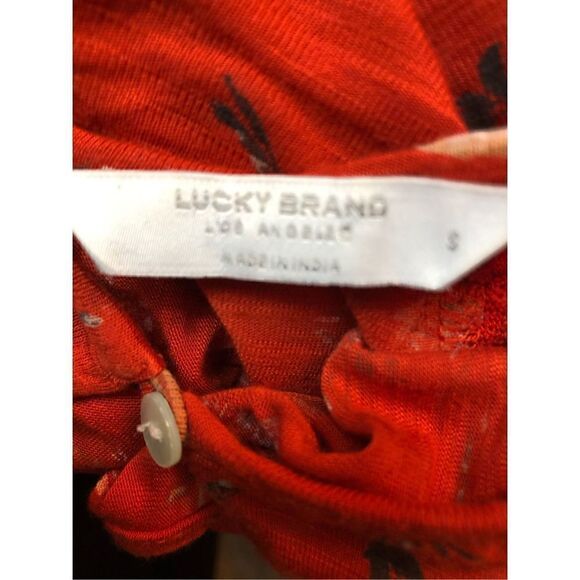 LUCKY BRAND
LOS ANGELES
S
MADE IN INDIA